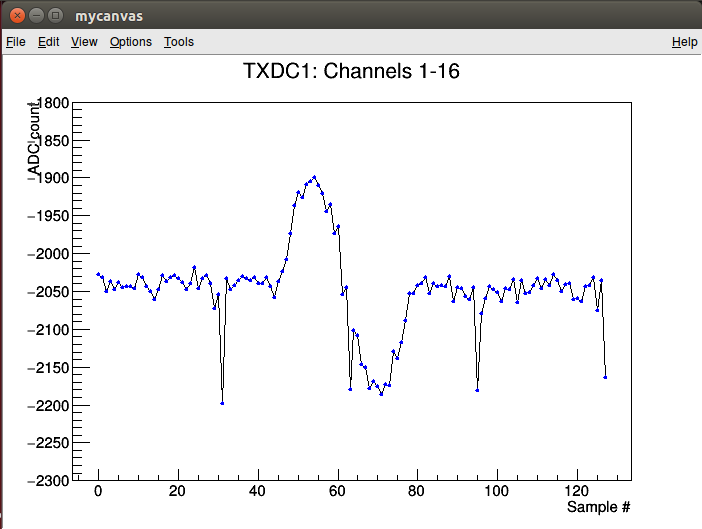 mycanvas
File Edit View Options Tools Help
TXDC1: Channels 1-16
ADC count
−1800
−1850
−1900
−1950
−2000
−2050
−2100
−2150
−2200
−2250
−2300
0 20 40 60 80 100 120
Sample #